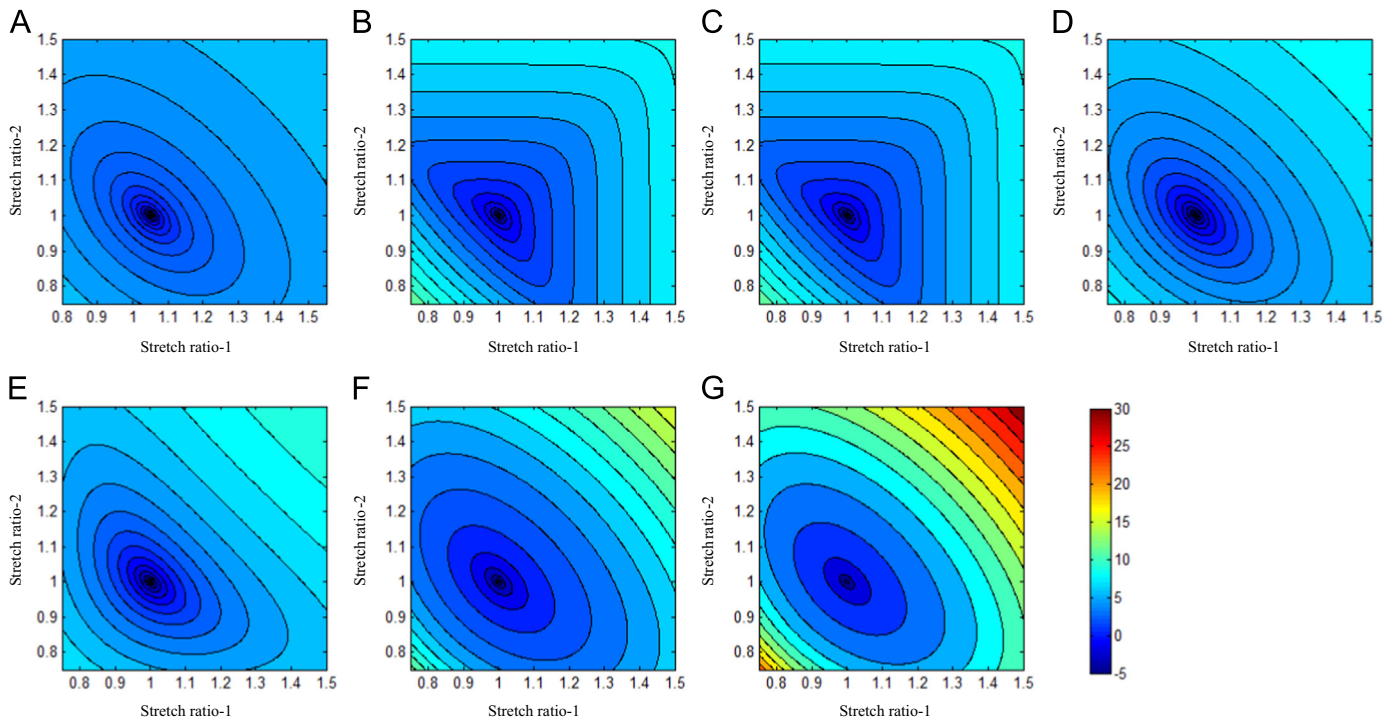 A B C D
1.5 1.5 1.5 1.5
1.4 1.4 1.4 1.4
1.3 1.3 1.3 1.3
1.2 1.2 1.2 1.2
1.1 1.1 1.1 1.1
1 1 1 1
0.9 0.9 0.9 0.9
0.8 0.8 0.8 0.8
Stretch ratio-2 Stretch ratio-2 Stretch ratio-2 Stretch ratio-2
0.8 0.9 1 1.1 1.2 1.3 1.4 1.5 0.8 0.9 1 1.1 1.2 1.3 1.4 1.5 0.8 0.9 1 1.1 1.2 1.3 1.4 1.5 0.8 0.9 1 1.1 1.2 1.3 1.4 1.5
Stretch ratio-1 Stretch ratio-1 Stretch ratio-1 Stretch ratio-1
E F G
1.5 1.5 1.5 30
1.4 1.4 1.4 25
1.3 1.3 1.3 20
1.2 1.2 1.2 15
1.1 1.1 1.1 10
1 1 1 5
0.9 0.9 0.9 0
0.8 0.8 0.8 -5
Stretch ratio-2 Stretch ratio-2 Stretch ratio-2
0.8 0.9 1 1.1 1.2 1.3 1.4 1.5 0.8 0.9 1 1.1 1.2 1.3 1.4 1.5 0.8 0.9 1 1.1 1.2 1.3 1.4 1.5
Stretch ratio-1 Stretch ratio-1 Stretch ratio-1